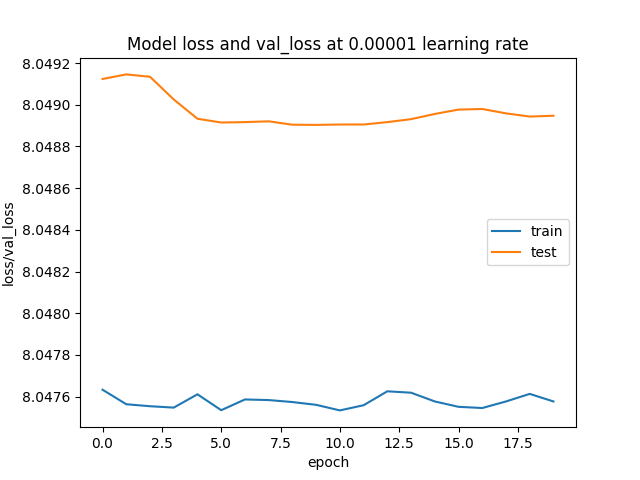 Model loss and val_loss at 0.00001 learning rate
8.0492
8.0490
8.0488
8.0486
8.0484
8.0482
8.0480
8.0478
8.0476
loss/val_loss
train
test
0.0 2.5 5.0 7.5 10.0 12.5 15.0 17.5
epoch